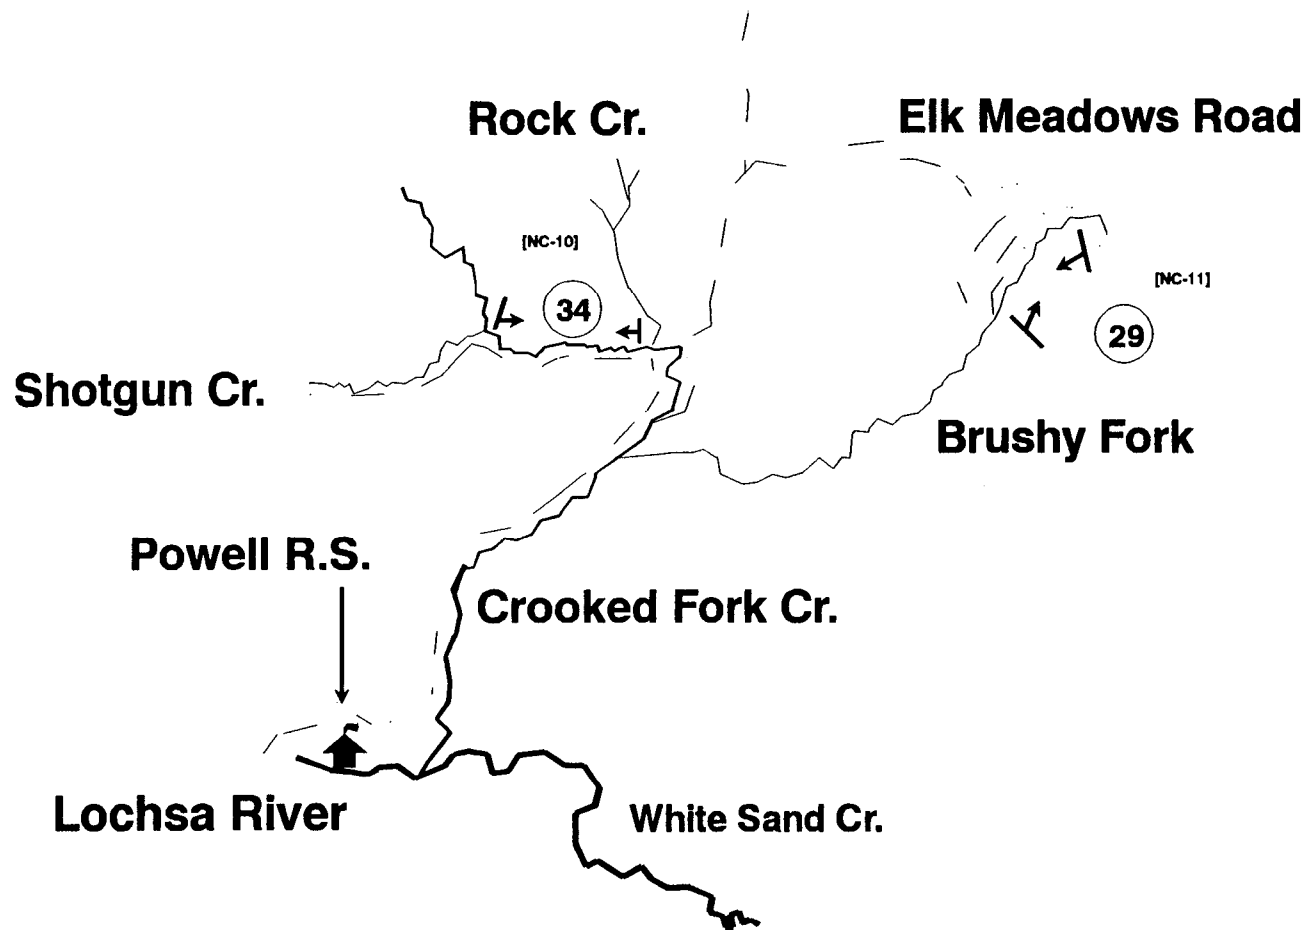 Rock Cr.
Elk Meadows Road
[NC-10]
[NC-11]
34
29
Shotgun Cr.
Brushy Fork
Powell R.S.
Crooked Fork Cr.
Lochsa River
White Sand Cr.